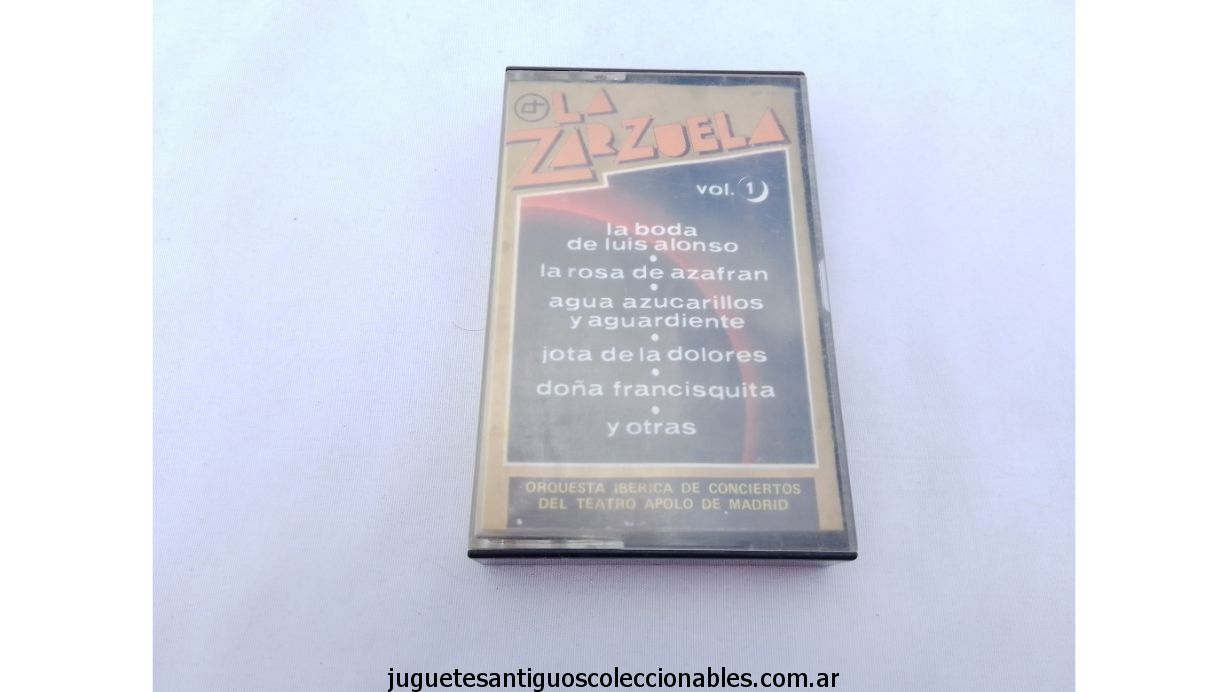 LA
ZARZUELA
vol. 1
la boda
de luis alonso
la rosa de azafran
agua azucarillos
y aguardiente
jota de la dolores
doña francisquita
y otras
ORQUESTA IBERICA DE CONCIERTOS
DEL TEATRO APOLO DE MADRID
juguetesantiguoscoleccionables.com.ar